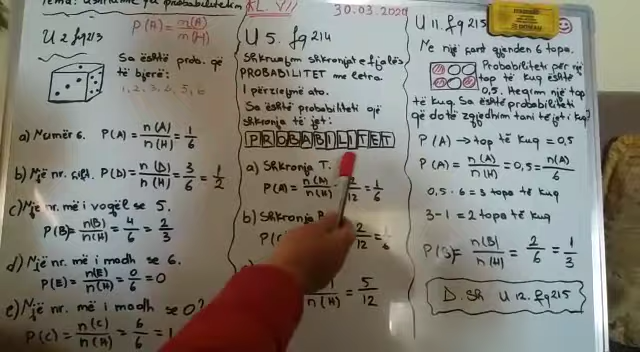 KL. VII
30.03.2020
P(A) = n(A)/n(H)
U 2 fq 213
Sa është prob. që
të bjerë:
1, 2, 3, 4, 5, 6
a) Numër 6. P(A) = n(A)/n(H) = 1/6
b) Një nr. P(B) = n(B)/n(H) = 3/6 = 1/2
c) Një nr. më i vogël se 5.
P(B) = n(B)/n(H) = 4/6 = 2/3
d) Një nr. më i madh se 6.
P(E) = n(E)/n(H) = 0/6 = 0
e) Një nr. më i madh se 0?
P(C) = n(C)/n(H) = 6/6 = 1
U 5. fq 214
Shkruajm shkronjat e fjalës
PROBABILITET me letra
I përziejmë ato.
Sa është probabiliteti që
shkronja të jet:
PROBABILITET
a) Shkronja T.
P(A) = n(A)/n(H) = 2/12 = 1/6
b) Shkronja
2/12 =
n(H) = 5/12
U 11. fq 215
Në një kuti gjenden 6 topa.
Probabiliteti për një
top të kuq është
0,5. Heqim një top
të kuq. Sa është probabiliteti
që do të zgjedhim tani të jet i kuq?
P(A) → top të kuq = 0,5
P(A) = n(A)/n(H) = 0,5 = n(A)/6
0,5 · 6 = 3 topa të kuq
3 - 1 = 2 topa të kuq
P(B) = n(B)/n(H) = 2/6 = 1/3
D. Sh U 12. fq 215